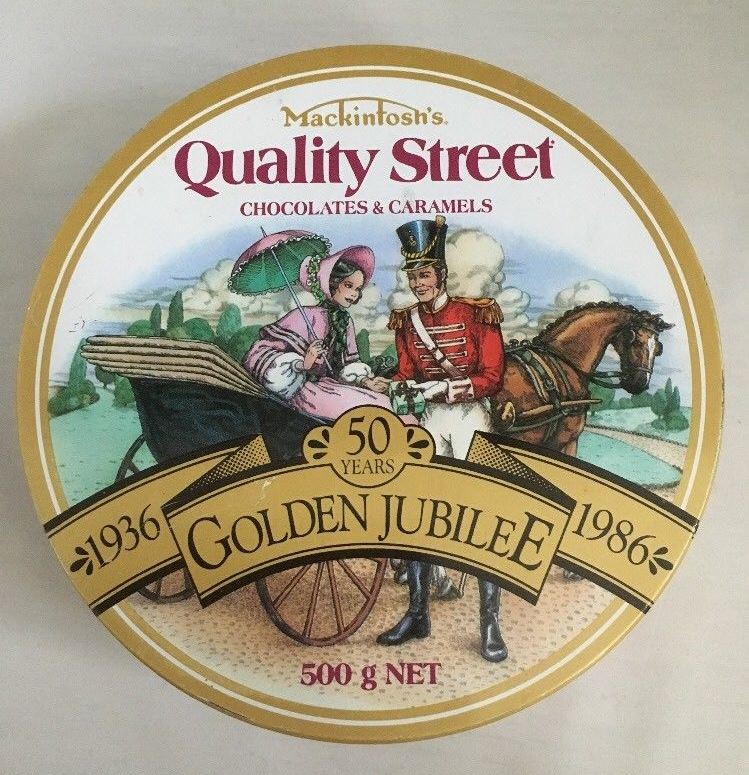 Mackintosh's
Quality Street
CHOCOLATES & CARAMELS
50
YEARS
1936
GOLDEN JUBILEE
1986
500 g NET